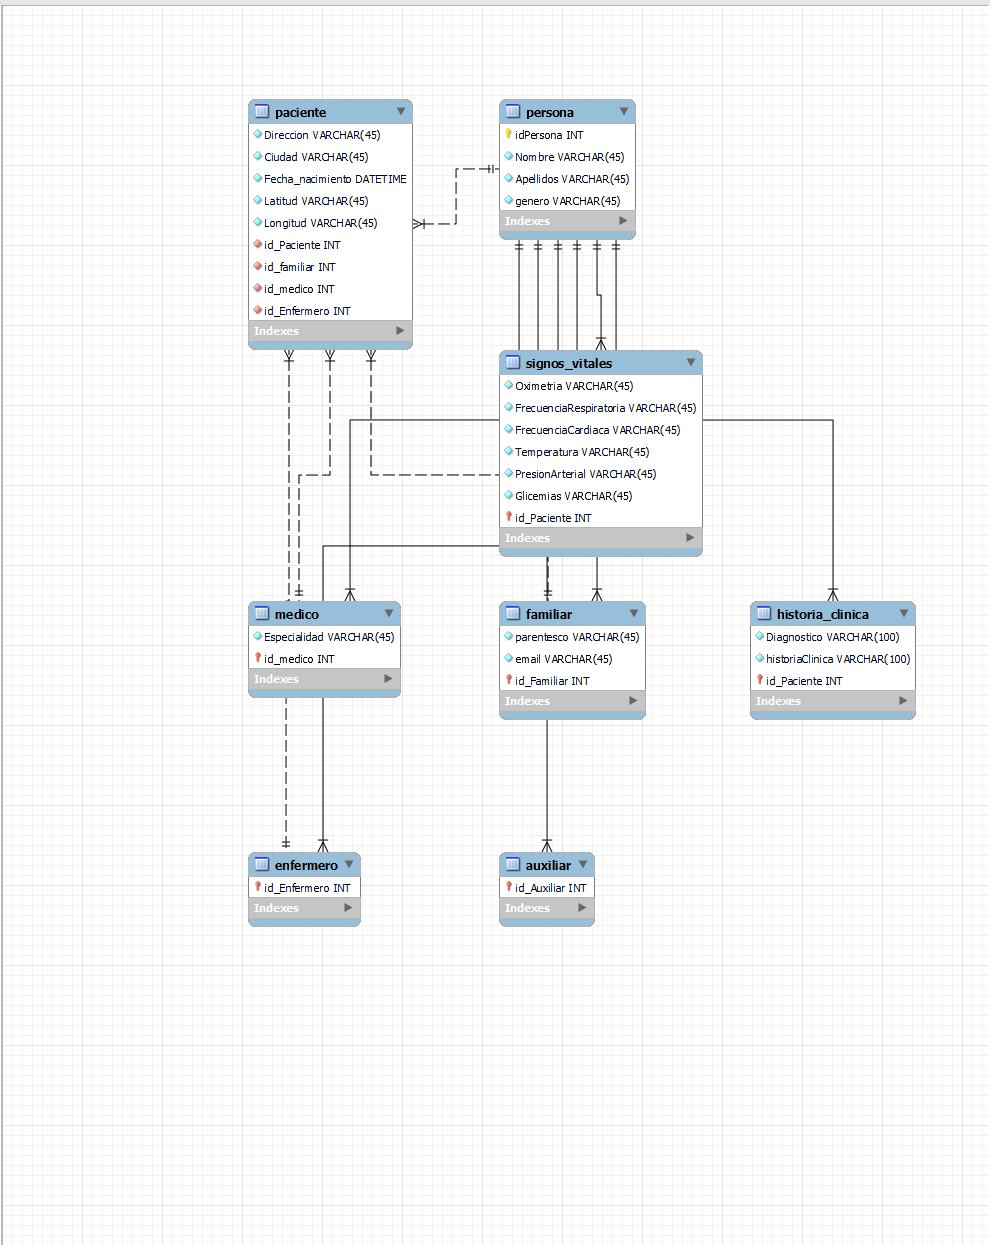 paciente
Direccion VARCHAR(45)
Ciudad VARCHAR(45)
Fecha_nacimiento DATETIME
Latitud VARCHAR(45)
Longitud VARCHAR(45)
id_Paciente INT
id_familiar INT
id_medico INT
id_Enfermero INT
Indexes
persona
idPersona INT
Nombre VARCHAR(45)
Apellidos VARCHAR(45)
genero VARCHAR(45)
Indexes
signos_vitales
Oximetria VARCHAR(45)
FrecuenciaRespiratoria VARCHAR(45)
FrecuenciaCardiaca VARCHAR(45)
Temperatura VARCHAR(45)
PresionArterial VARCHAR(45)
Glicemias VARCHAR(45)
id_Paciente INT
Indexes
medico
Especialidad VARCHAR(45)
id_medico INT
Indexes
familiar
parentesco VARCHAR(45)
email VARCHAR(45)
id_Familiar INT
Indexes
historia_clinica
Diagnostico VARCHAR(100)
historiaClinica VARCHAR(100)
id_Paciente INT
Indexes
enfermero
id_Enfermero INT
Indexes
auxiliar
id_Auxiliar INT
Indexes